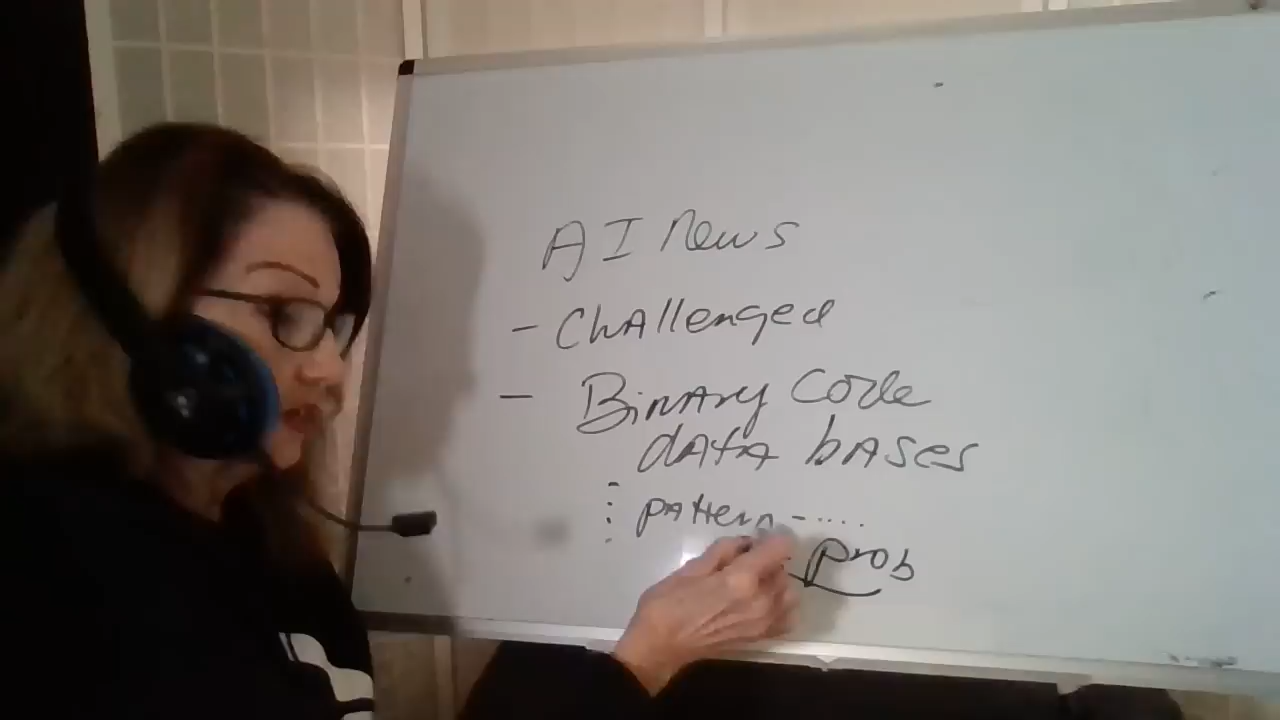 AI News
- Challenged
- Binary Code
data bases
pattern - ....
prob